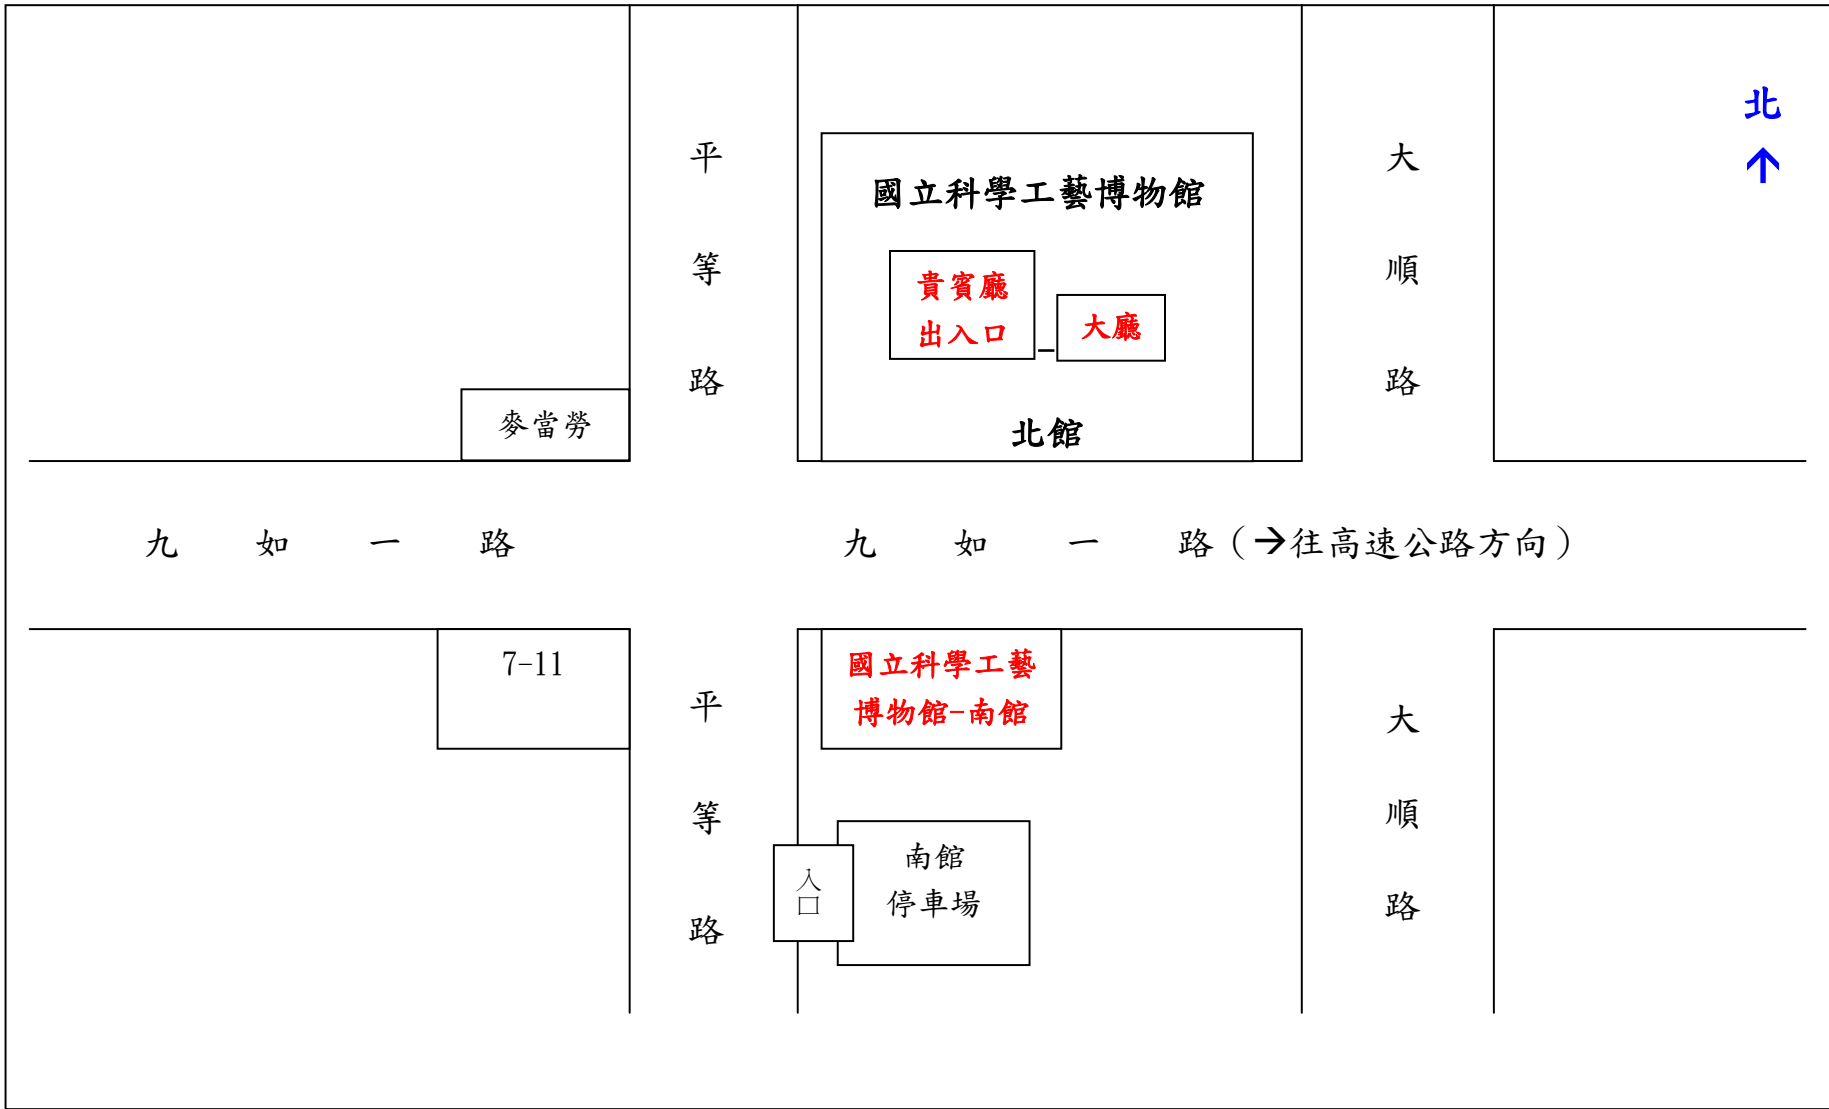 北
↑
平等路
國立科學工藝博物館
貴賓廳
出入口
大廳
北館
大順路
麥當勞
九如一路
九如一路(→往高速公路方向)
7-11
平等路
國立科學工藝
博物館-南館
大順路
入口
南館
停車場